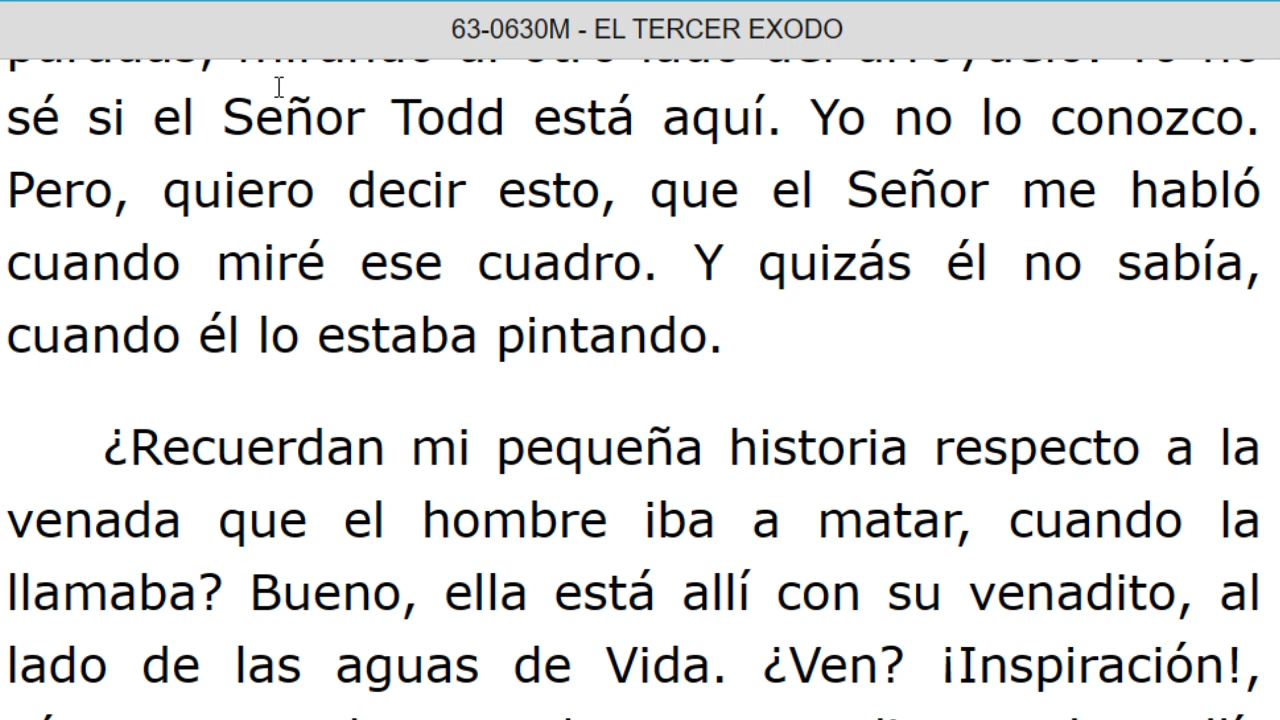 63-0630M - EL TERCER EXODO
sé si el Señor Todd está aquí. Yo no lo conozco.
Pero, quiero decir esto, que el Señor me habló
cuando miré ese cuadro. Y quizás él no sabía,
cuando él lo estaba pintando.
¿Recuerdan mi pequeña historia respecto a la
venada que el hombre iba a matar, cuando la
llamaba? Bueno, ella está allí con su venadito, al
lado de las aguas de Vida. ¿Ven? ¡Inspiración!,